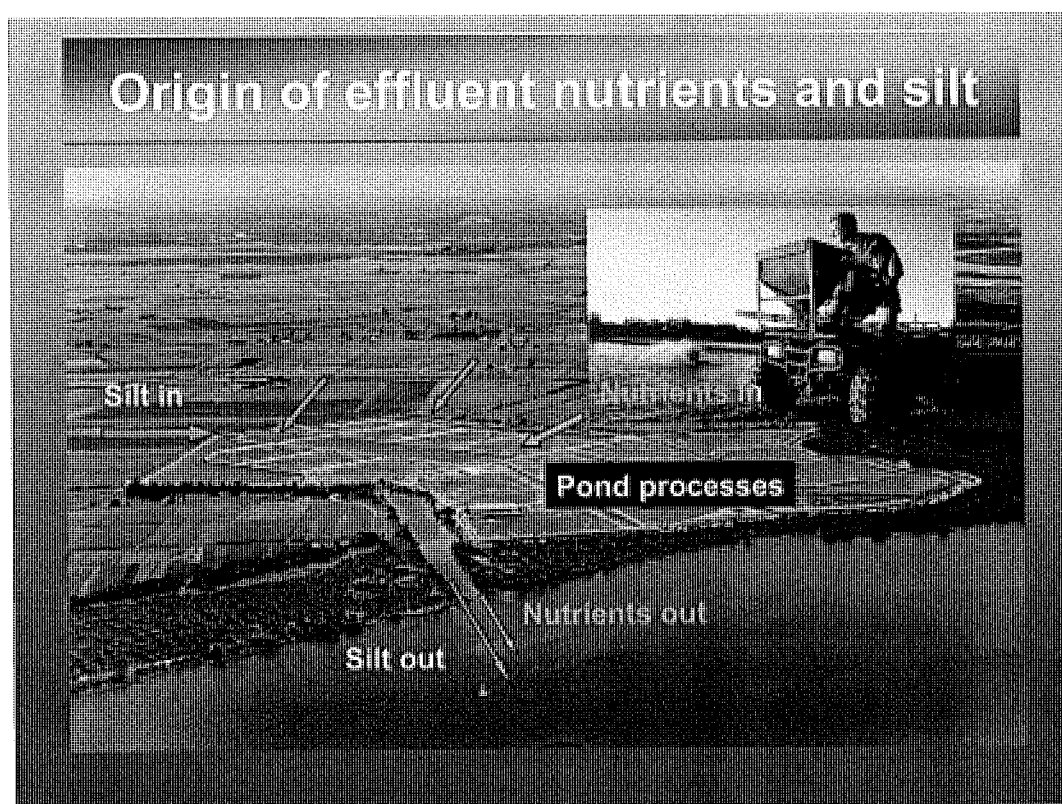 Origin of effluent nutrients and silt
Silt in
Nutrients in
Pond processes
Nutrients out
Silt out